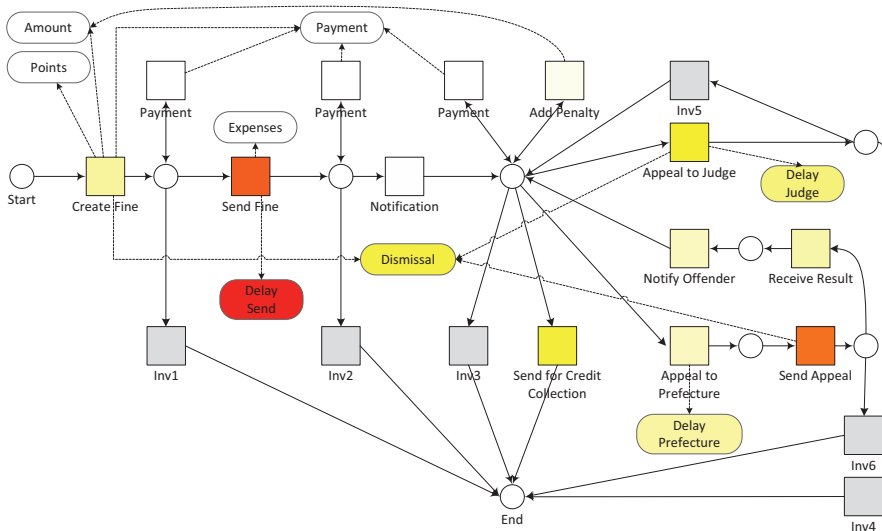 Amount
Payment
Points
Payment
Payment
Payment
Add Penalty
Inv5
Expenses
Start
Create Fine
Send Fine
Notification
Appeal to Judge
Delay
Judge
Dismissal
Notify Offender
Receive Result
Delay
Send
Inv1
Inv2
Inv3
Send for Credit
Collection
Appeal to
Prefecture
Send Appeal
Delay
Prefecture
Inv6
End
Inv4